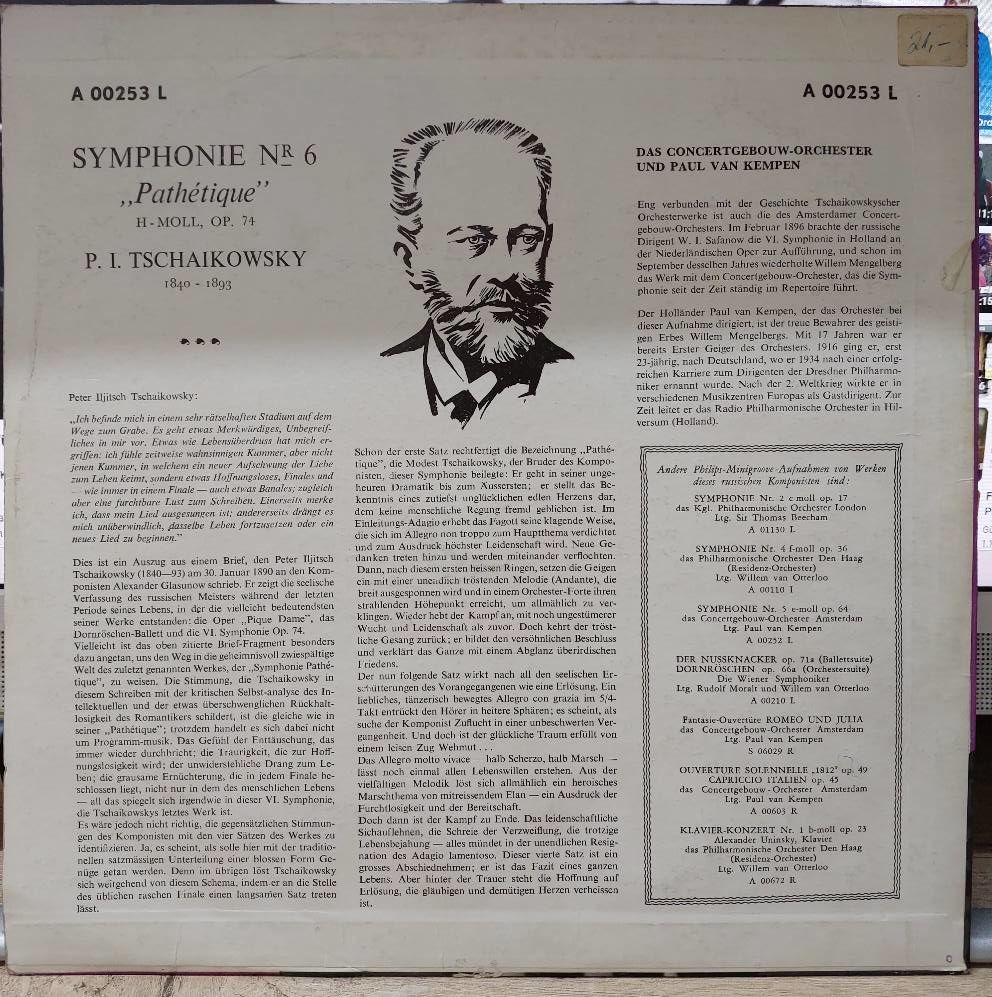 21,-
A 00253 L
A 00253 L
SYMPHONIE NR 6
„Pathétique”
H-MOLL, OP. 74
P. I. TSCHAIKOWSKY
1840 - 1893
Peter Iljitsch Tschaikowsky:
„Ich befinde mich in einem sehr rätselhaften Stadium auf dem
Wege zum Grabe. Es geht etwas Merkwürdiges, Unbegreif-
liches in mir vor. Etwas wie Lebensüberdruss hat mich er-
griffen: ich fühle zeitweise wahnsinnigen Kummer, aber nicht
jenen Kummer, in welchem ein neuer Aufschwung der Liebe
zum Leben keimt, sondern etwas Hoffnungsloses, Finales und
— wie immer in einem Finale — auch etwas Banales; zugleich
aber eine furchtbare Lust zum Schreiben. Einerseits merke
ich, dass mein Lied ausgesungen ist; andererseits drängt es
mich unüberwindlich, dasselbe Leben fortzusetzen oder ein
neues Lied zu beginnen.”
Dies ist ein Auszug aus einem Brief, den Peter Iljitsch
Tschaikowsky (1840—93) am 30. Januar 1890 an den Kom-
ponisten Alexander Glasunow schrieb. Er zeigt die seelische
Verfassung des russischen Meisters während der letzten
Periode seines Lebens, in der die vielleicht bedeutendsten
seiner Werke entstanden: die Oper „Pique Dame”, das
Dornröschen-Ballett und die VI. Symphonie Op. 74.
Vielleicht ist das oben zitierte Brief-Fragment besonders
dazu angetan, uns den Weg in die geheimnisvoll zwiespältige
Welt des zuletzt genannten Werkes, der „Symphonie Pathé-
tique”, zu weisen. Die Stimmung, die Tschaikowsky in
diesem Schreiben mit der kritischen Selbst-analyse des In-
tellektuellen und der etwas überschwenglichen Rückhalt-
losigkeit des Romantikers schildert, ist die gleiche wie in
seiner „Pathétique”; trotzdem handelt es sich dabei nicht
um Programm-musik. Das Gefühl der Enttäuschung, das
immer wieder durchbricht; die Traurigkeit, die zur Hoff-
nungslosigkeit wird; der unwiderstehliche Drang zum Le-
ben; die grausame Ernüchterung, die in jedem Finale be-
schlossen liegt, nicht nur in dem des menschlichen Lebens
— all das spiegelt sich irgendwie in dieser VI. Symphonie,
die Tschaikowskys letztes Werk ist.
Es wäre jedoch nicht richtig, die gegensätzlichen Stimmun-
gen des Komponisten mit den vier Sätzen des Werkes zu
identifizieren. Ja, es scheint, als solle hier mit der traditio-
nellen satzmässigen Unterteilung einer blossen Form Ge-
nüge getan werden. Denn im übrigen löst Tschaikowsky
sich weitgehend von diesem Schema, indem er an die Stelle
des üblichen raschen Finale einen langsamen Satz treten
lässt.
Schon der erste Satz rechtfertigt die Bezeichnung „Pathé-
tique”, die Modest Tschaikowsky, der Bruder des Kompo-
nisten, dieser Symphonie beilegte: Er geht in seiner unge-
heuren Dramatik bis zum Äussersten; er stellt das Be-
kenntnis eines zutiefst unglücklichen edlen Herzens dar,
dem keine menschliche Regung fremd geblieben ist. Im
Einleitungs-Adagio erhebt das Fagott seine klagende Weise,
die sich im Allegro non troppo zum Hauptthema verdichtet
und zum Ausdruck höchster Leidenschaft wird. Neue Ge-
danken treten hinzu und werden miteinander verflochten.
Dann, nach diesem ersten heissen Ringen, setzen die Geigen
ein mit einer unendlich tröstenden Melodie (Andante), die
breit ausgesponnen wird und in einem Orchester-Forte ihren
strahlenden Höhepunkt erreicht, um allmählich zu ver-
klingen. Wieder hebt der Kampf an, mit noch ungestümerer
Wucht und Leidenschaft als zuvor. Doch kehrt der tröst-
liche Gesang zurück; er bildet den versöhnlichen Beschluss
und verklärt das Ganze mit einem Abglanz überirdischen
Friedens.
Der nun folgende Satz wirkt nach all den seelischen Er-
schütterungen des Vorangegangenen wie eine Erlösung. Ein
liebliches, tänzerisch bewegtes Allegro con grazia im 5/4-
Takt entrückt den Hörer in heitere Sphären; es scheint, als
suche der Komponist Zuflucht in einer unbeschwerten Ver-
gangenheit. Und doch ist der glückliche Traum erfüllt von
einem leisen Zug Wehmut . . .
Das Allegro molto vivace — halb Scherzo, halb Marsch —
lässt noch einmal allen Lebenswillen erstehen. Aus der
vielfältigen Melodik löst sich allmählich ein heroisches
Marschthema von mitreissendem Elan — ein Ausdruck der
Furchtlosigkeit und der Bereitschaft.
Doch dann ist der Kampf zu Ende. Das leidenschaftliche
Sichauflehnen, die Schreie der Verzweiflung, die trotzige
Lebensbejahung — alles mündet in der unendlichen Resig-
nation des Adagio lamentoso. Dieser vierte Satz ist ein
grosses Abschiednehmen; er ist das Fazit eines ganzen
Lebens. Aber hinter der Trauer steht die Hoffnung auf
Erlösung, die gläubigen und demütigen Herzen verheissen
ist.
DAS CONCERTGEBOUW-ORCHESTER
UND PAUL VAN KEMPEN
Eng verbunden mit der Geschichte Tschaikowskyscher
Orchesterwerke ist auch die des Amsterdamer Concert-
gebouw-Orchesters. Im Februar 1896 brachte der russische
Dirigent W. I. Safanow die VI. Symphonie in Holland an
der Niederländischen Oper zur Aufführung, und schon im
September desselben Jahres wiederholte Willem Mengelberg
das Werk mit dem Concertgebouw-Orchester, das die Sym-
phonie seit der Zeit ständig im Repertoire führt.
Der Holländer Paul van Kempen, der das Orchester bei
dieser Aufnahme dirigiert, ist der treue Bewahrer des geisti-
gen Erbes Willem Mengelbergs. Mit 17 Jahren war er
bereits Erster Geiger des Orchesters. 1916 ging er, erst
23-jährig, nach Deutschland, wo er 1934 nach einer erfolg-
reichen Karriere zum Dirigenten der Dresdner Philharmo-
niker ernannt wurde. Nach der 2. Weltkrieg wirkte er in
verschiedenen Musikzentren Europas als Gastdirigent. Zur
Zeit leitet er das Radio Philharmonische Orchester in Hil-
versum (Holland).
Andere Philips-Minigroove-Aufnahmen von Werken
dieses russischen Komponisten sind:
SYMPHONIE Nr. 2 c-moll op. 17
das Kgl. Philharmonische Orchester London
Ltg. Sir Thomas Beecham
A 01130 L
SYMPHONIE Nr. 4 f-moll op. 36
das Philharmonische Orchester Den Haag
(Residenz-Orchester)
Ltg. Willem van Otterloo
A 00110 L
SYMPHONIE Nr. 5 e-moll op. 64
das Concertgebouw-Orchester Amsterdam
Ltg. Paul van Kempen
A 00252 L
DER NUSSKNACKER op. 71a (Ballettsuite)
DORNRÖSCHEN op. 66a (Orchestersuite)
Die Wiener Symphoniker
Ltg. Rudolf Moralt und Willem van Otterloo
A 00210 L
Fantasie-Ouvertüre ROMEO UND JULIA
das Concertgebouw-Orchester Amsterdam
Ltg. Paul van Kempen
S 06029 R
OUVERTURE SOLENNELLE „1812” op. 49
CAPRICCIO ITALIEN op. 45
das Concertgebouw - Orchester Amsterdam
Ltg. Paul van Kempen
A 00603 R
KLAVIER-KONZERT Nr. 1 b-moll op. 23
Alexander Uninsky, Klavier
das Philharmonische Orchester Den Haag
(Residenz-Orchester)
Ltg. Willem van Otterloo
A 00672 R